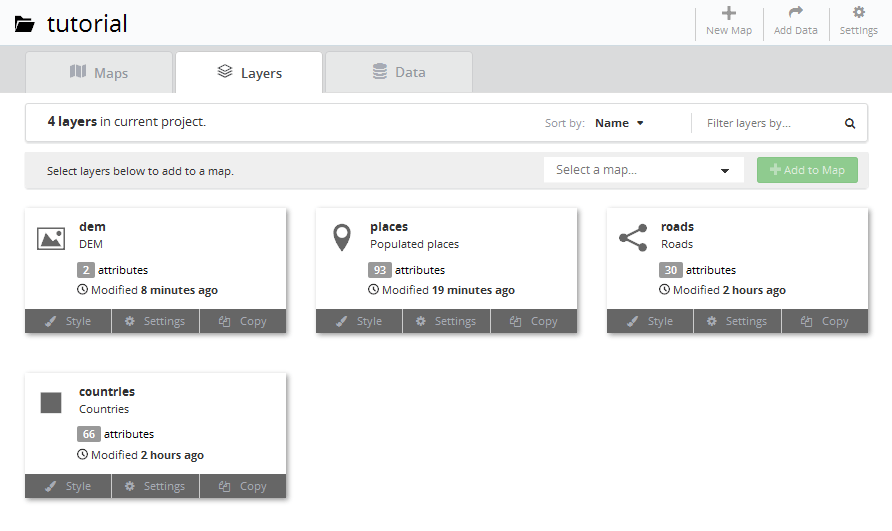 tutorial
New Map
Add Data
Settings
Maps
Layers
Data
4 layers in current project.
Sort by: Name
Filter layers by...
Select layers below to add to a map.
Select a map...
Add to Map
dem
DEM
2 attributes
Modified 8 minutes ago
Style
Settings
Copy
places
Populated places
93 attributes
Modified 19 minutes ago
Style
Settings
Copy
roads
Roads
30 attributes
Modified 2 hours ago
Style
Settings
Copy
countries
Countries
66 attributes
Modified 2 hours ago
Style
Settings
Copy